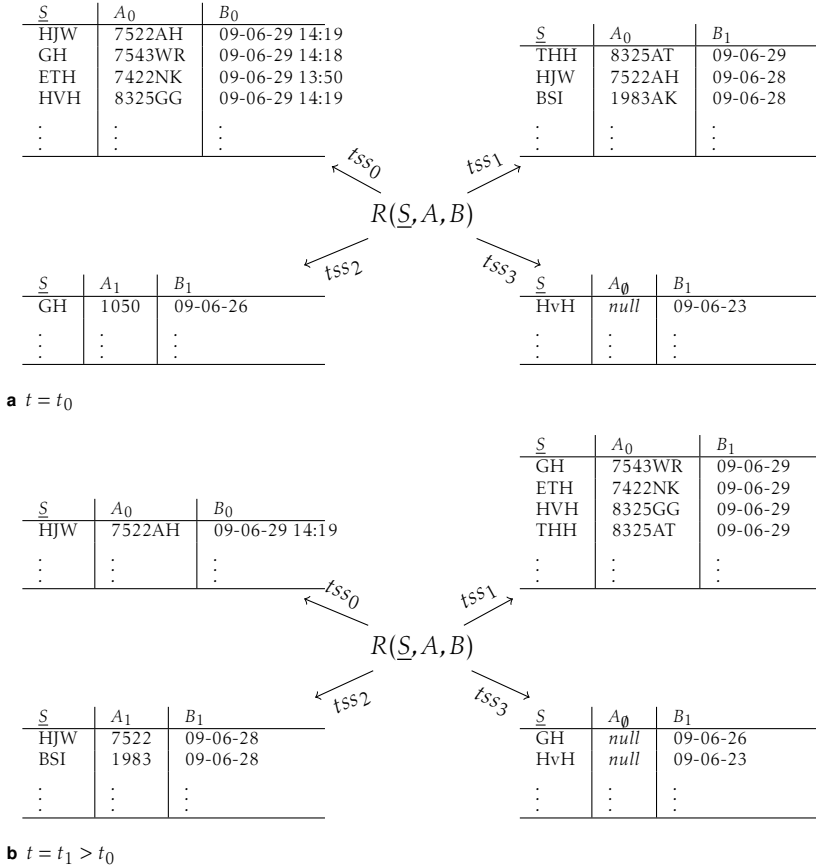 S A0 B0
HJW 7522AH 09-06-29 14:19
GH 7543WR 09-06-29 14:18
ETH 7422NK 09-06-29 13:50
HVH 8325GG 09-06-29 14:19
S A0 B1
THH 8325AT 09-06-29
HJW 7522AH 09-06-28
BSI 1983AK 09-06-28
tss0
tss1
R(S, A, B)
tss2
tss3
S A1 B1
GH 1050 09-06-26
S A∅ B1
HvH null 09-06-23
a t = t0
S A0 B0
HJW 7522AH 09-06-29 14:19
S A0 B1
GH 7543WR 09-06-29
ETH 7422NK 09-06-29
HVH 8325GG 09-06-29
THH 8325AT 09-06-29
tss0
tss1
R(S, A, B)
tss2
tss3
S A1 B1
HJW 7522 09-06-28
BSI 1983 09-06-28
S A∅ B1
GH null 09-06-26
HvH null 09-06-23
b t = t1 > t0